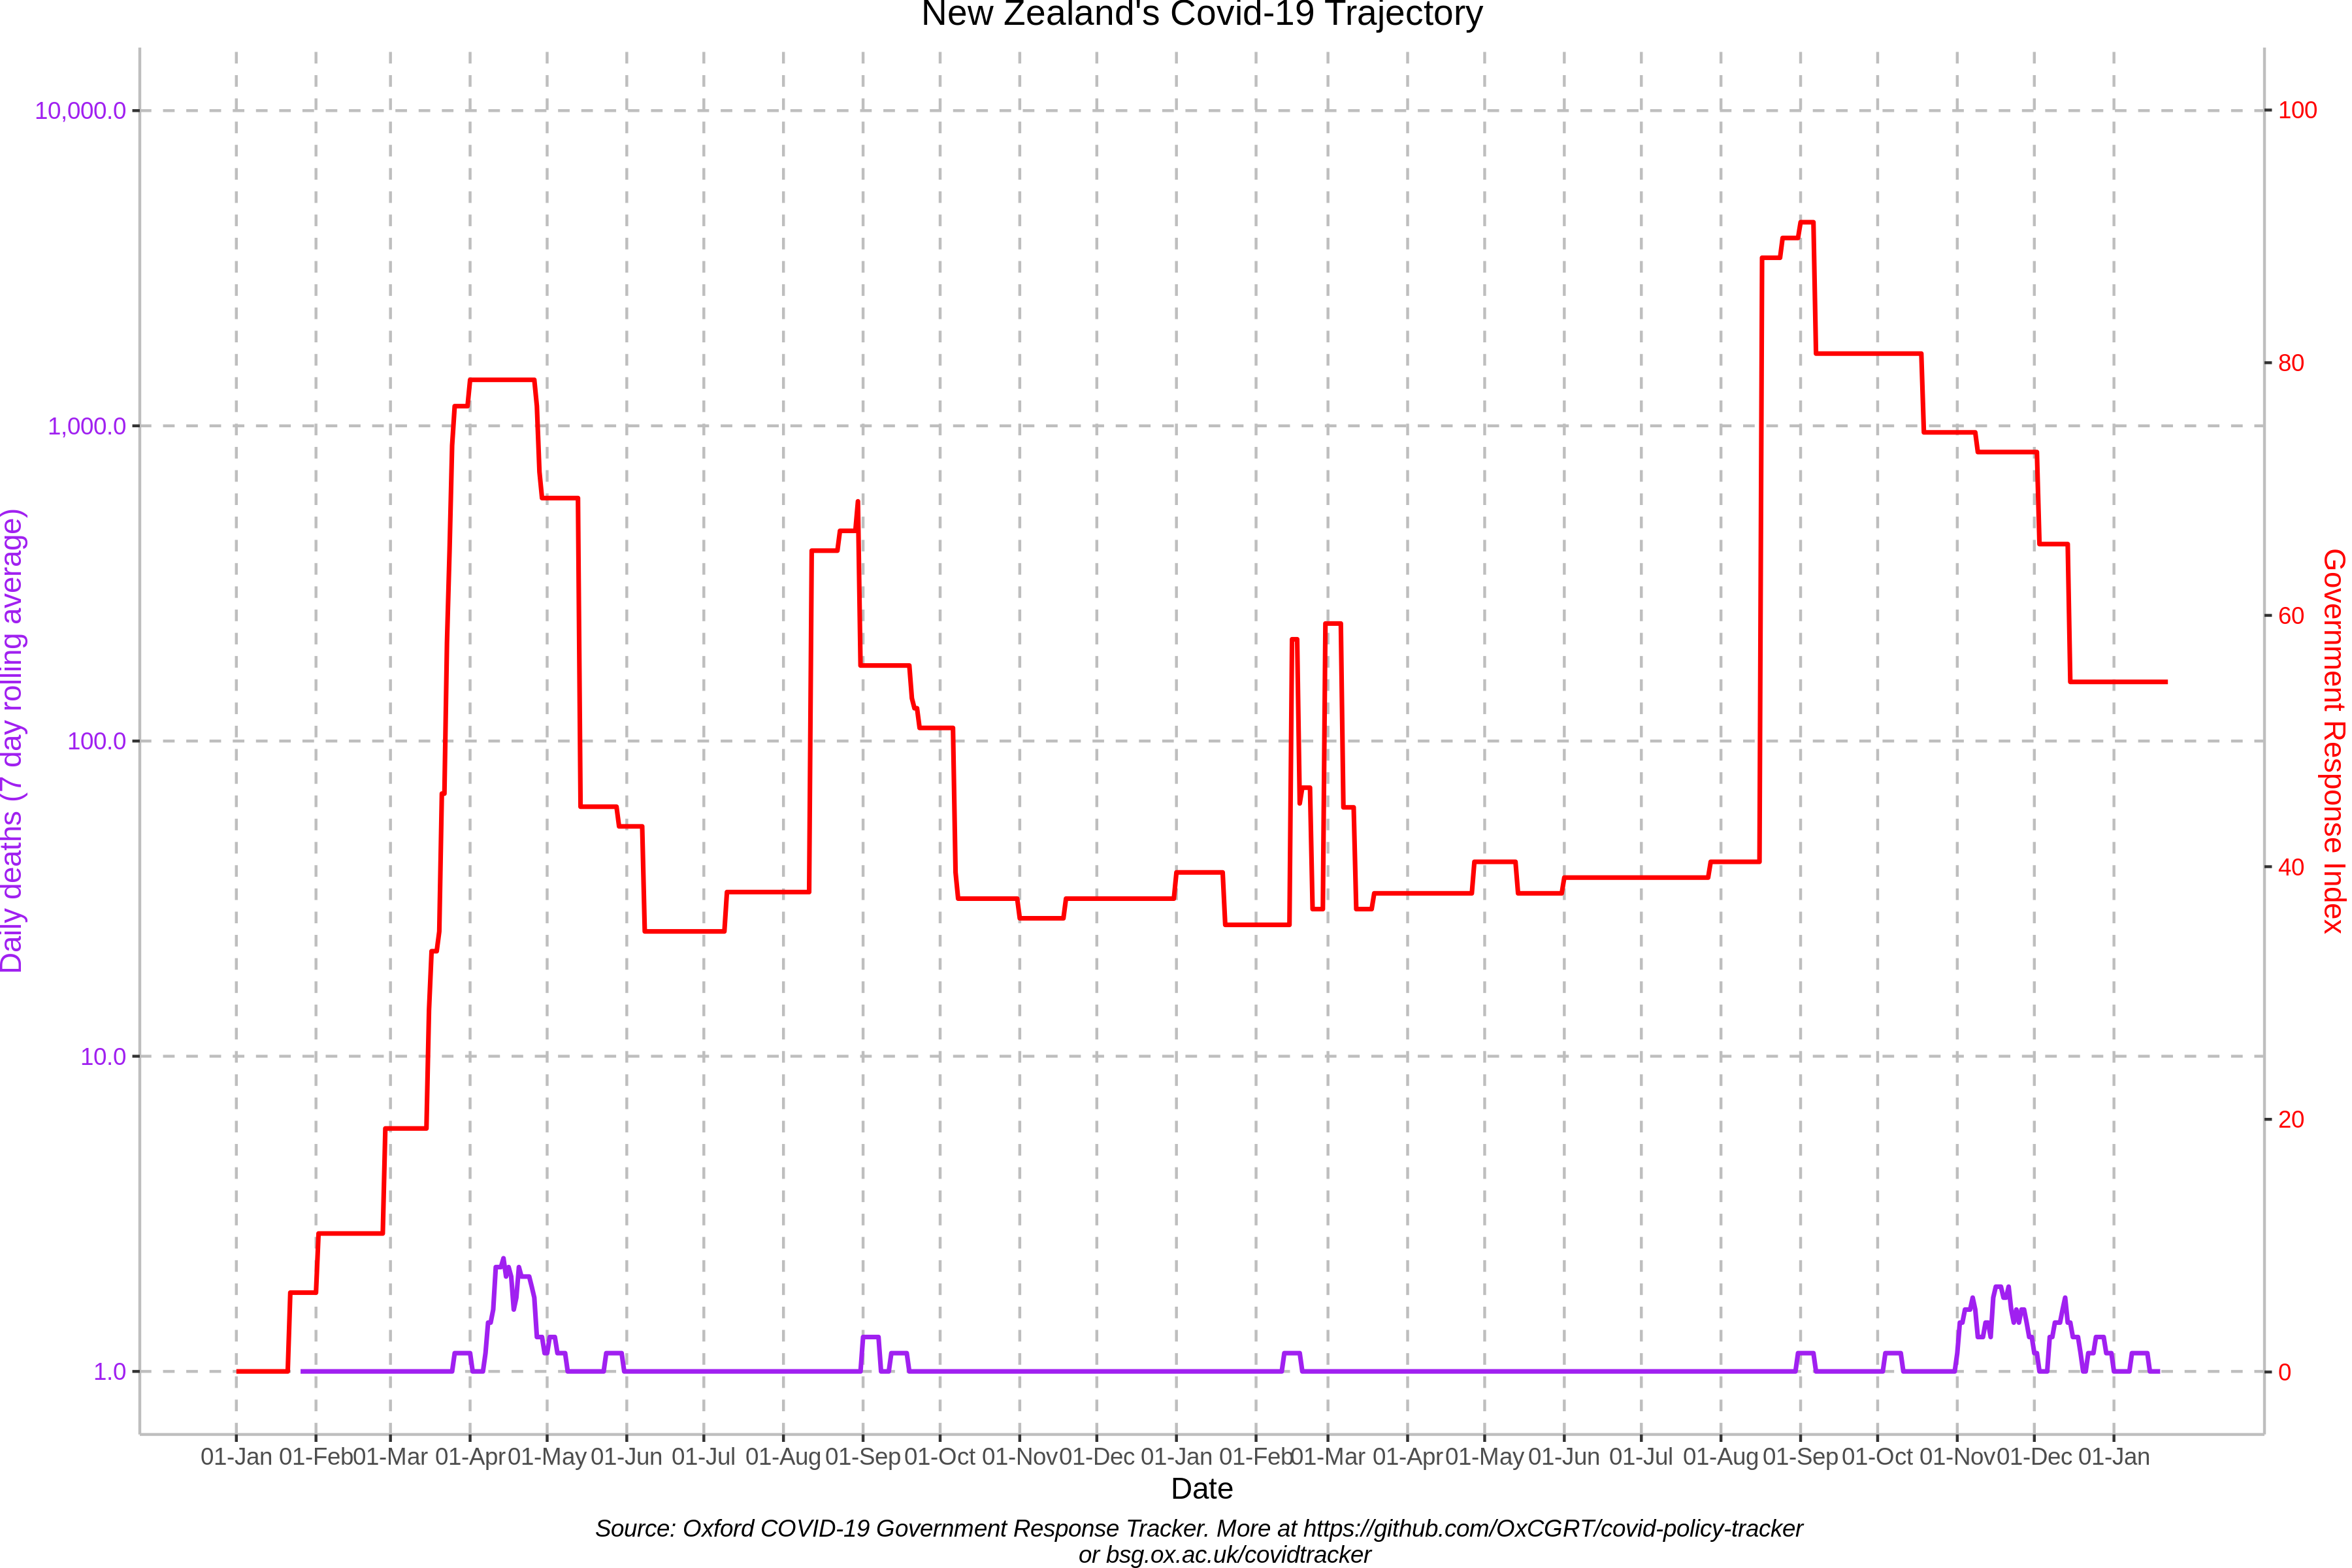 New Zealand's Covid-19 Trajectory
10,000.0
1,000.0
100.0
10.0
1.0
Daily deaths (7 day rolling average)
100
80
60
40
20
0
Government Response Index
01-Jan 01-Feb 01-Mar 01-Apr 01-May 01-Jun 01-Jul 01-Aug 01-Sep 01-Oct 01-Nov 01-Dec 01-Jan 01-Feb 01-Mar 01-Apr 01-May 01-Jun 01-Jul 01-Aug 01-Sep 01-Oct 01-Nov 01-Dec 01-Jan
Date
Source: Oxford COVID-19 Government Response Tracker. More at https://github.com/OxCGRT/covid-policy-tracker
or bsg.ox.ac.uk/covidtracker